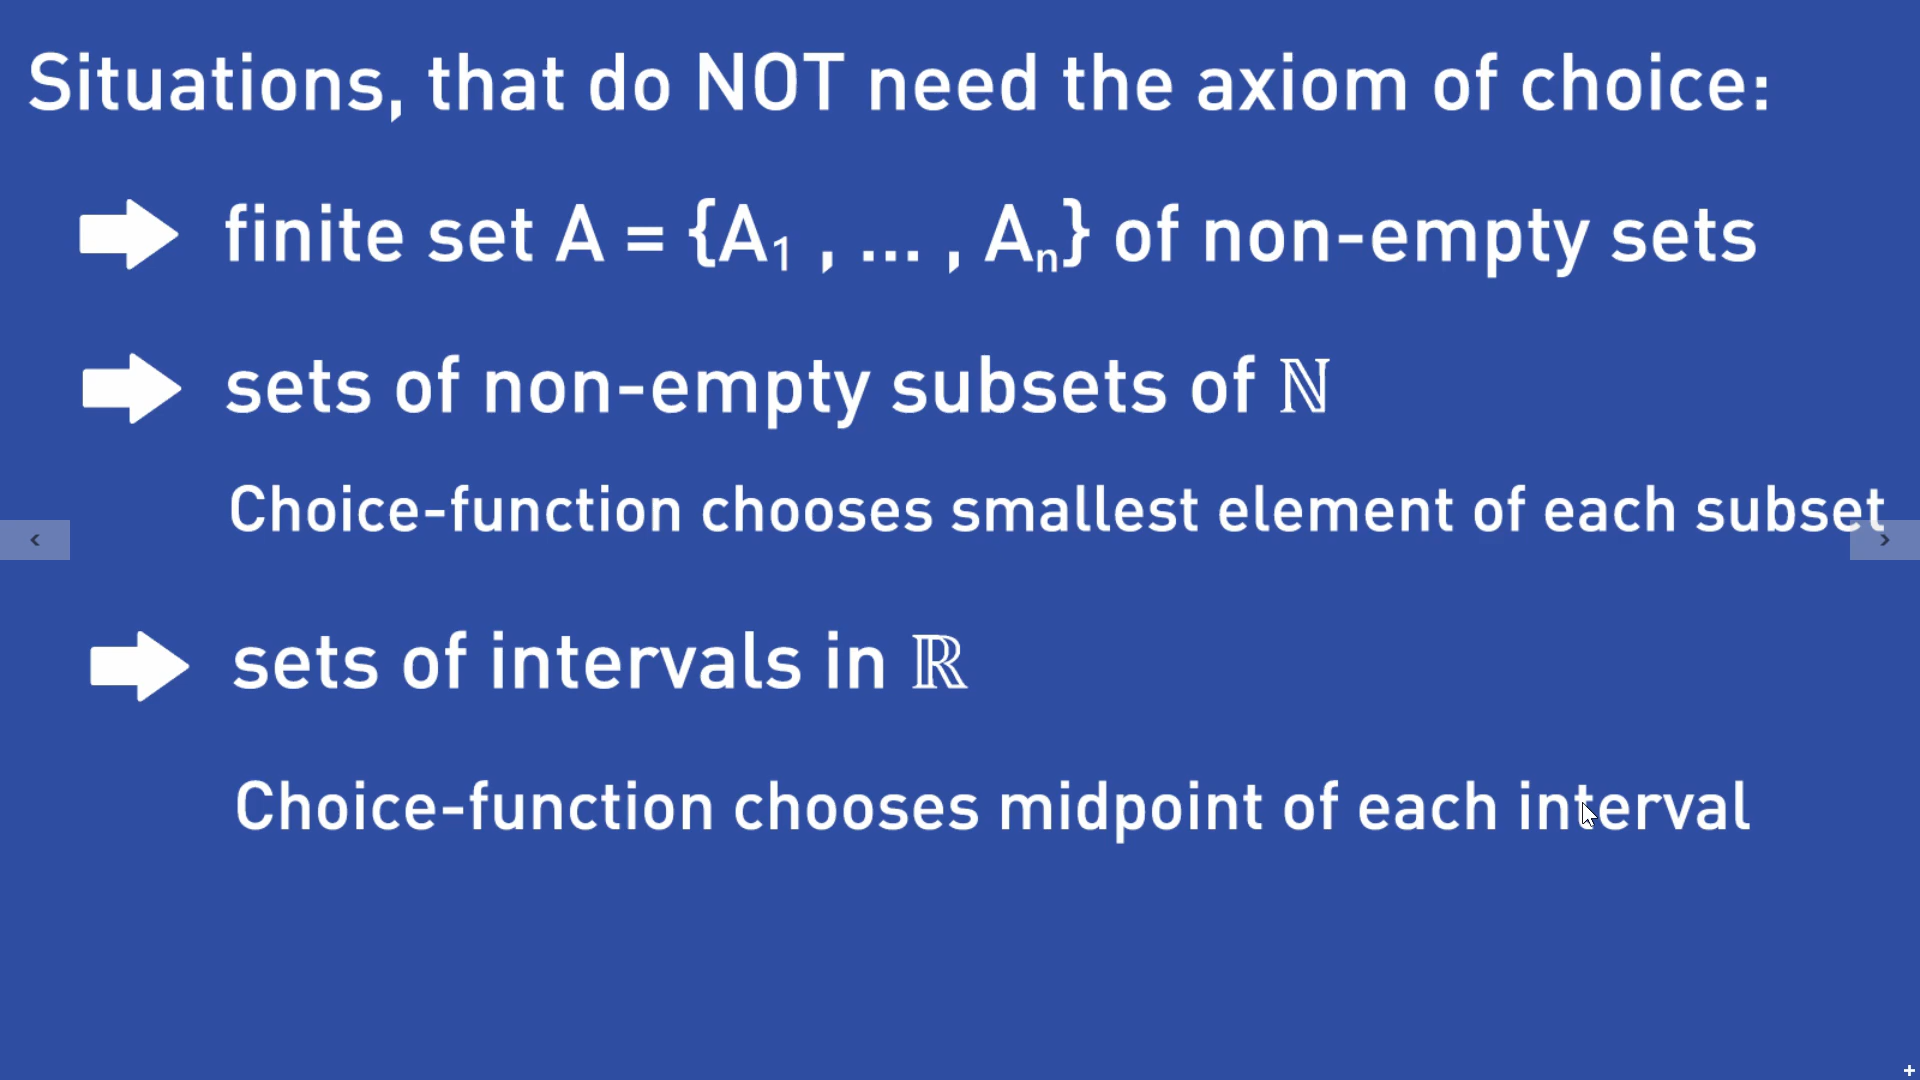 Situations, that do NOT need the axiom of choice:
finite set A = {A₁ , ... , Aₙ} of non-empty sets
sets of non-empty subsets of ℕ
Choice-function chooses smallest element of each subset
sets of intervals in ℝ
Choice-function chooses midpoint of each interval